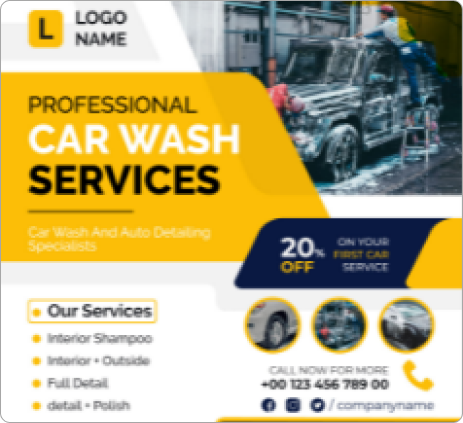 L
LOGO
NAME
PROFESSIONAL
CAR WASH
SERVICES
Car Wash And Auto Detailing
Specialists
20%
OFF
ON YOUR
FIRST CAR
SERVICE
Our Services
Interior Shampoo
Interior + Outside
Full Detail
detail + Polish
CALL NOW FOR MORE
+00 123 456 789 00
/ companyname